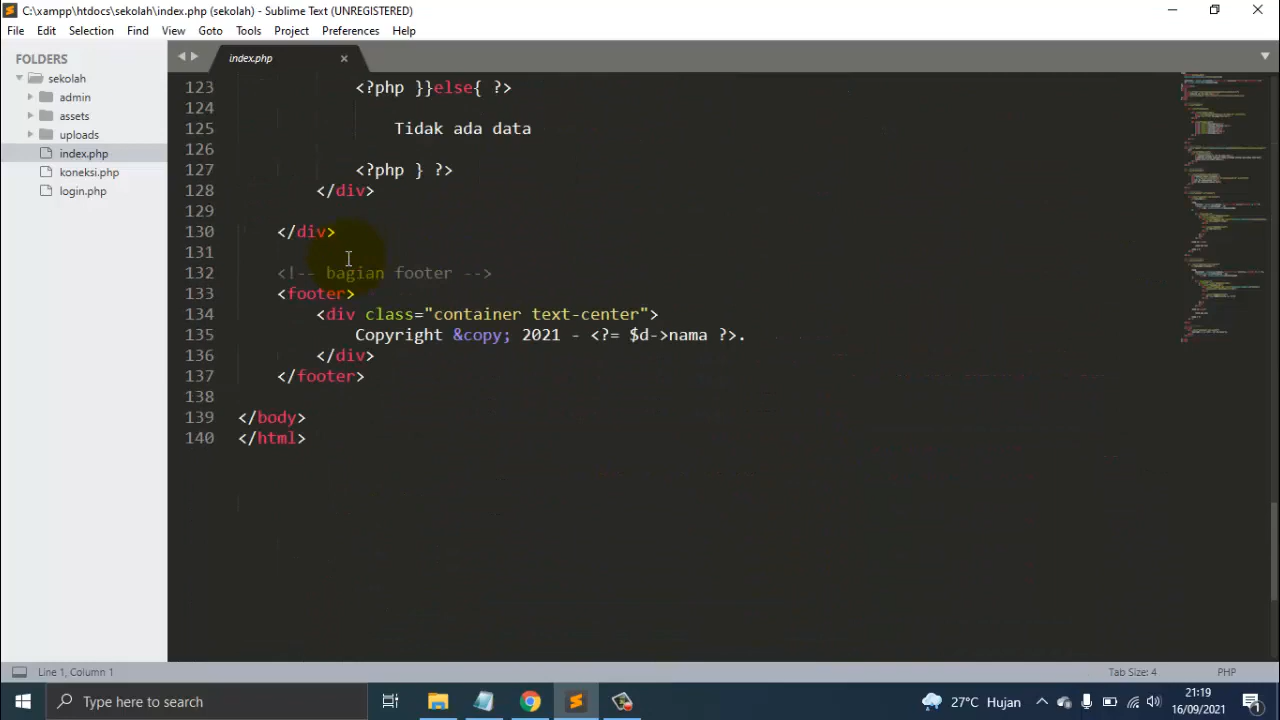 C:\xampp\htdocs\sekolah\index.php (sekolah) - Sublime Text (UNREGISTERED)
File Edit Selection Find View Goto Tools Project Preferences Help
FOLDERS
sekolah
admin
assets
uploads
index.php
koneksi.php
login.php
index.php
123 <?php }}else{ ?>
124
125 Tidak ada data
126
127 <?php } ?>
128 </div>
129
130 </div>
131
132 <!-- bagian footer -->
133 <footer>
134 <div class="container text-center">
135 Copyright &copy; 2021 - <?= $d->nama ?>.
136 </div>
137 </footer>
138
139 </body>
140 </html>
Line 1, Column 1
Tab Size: 4
PHP
Type here to search
27°C Hujan
21:19
16/09/2021
1